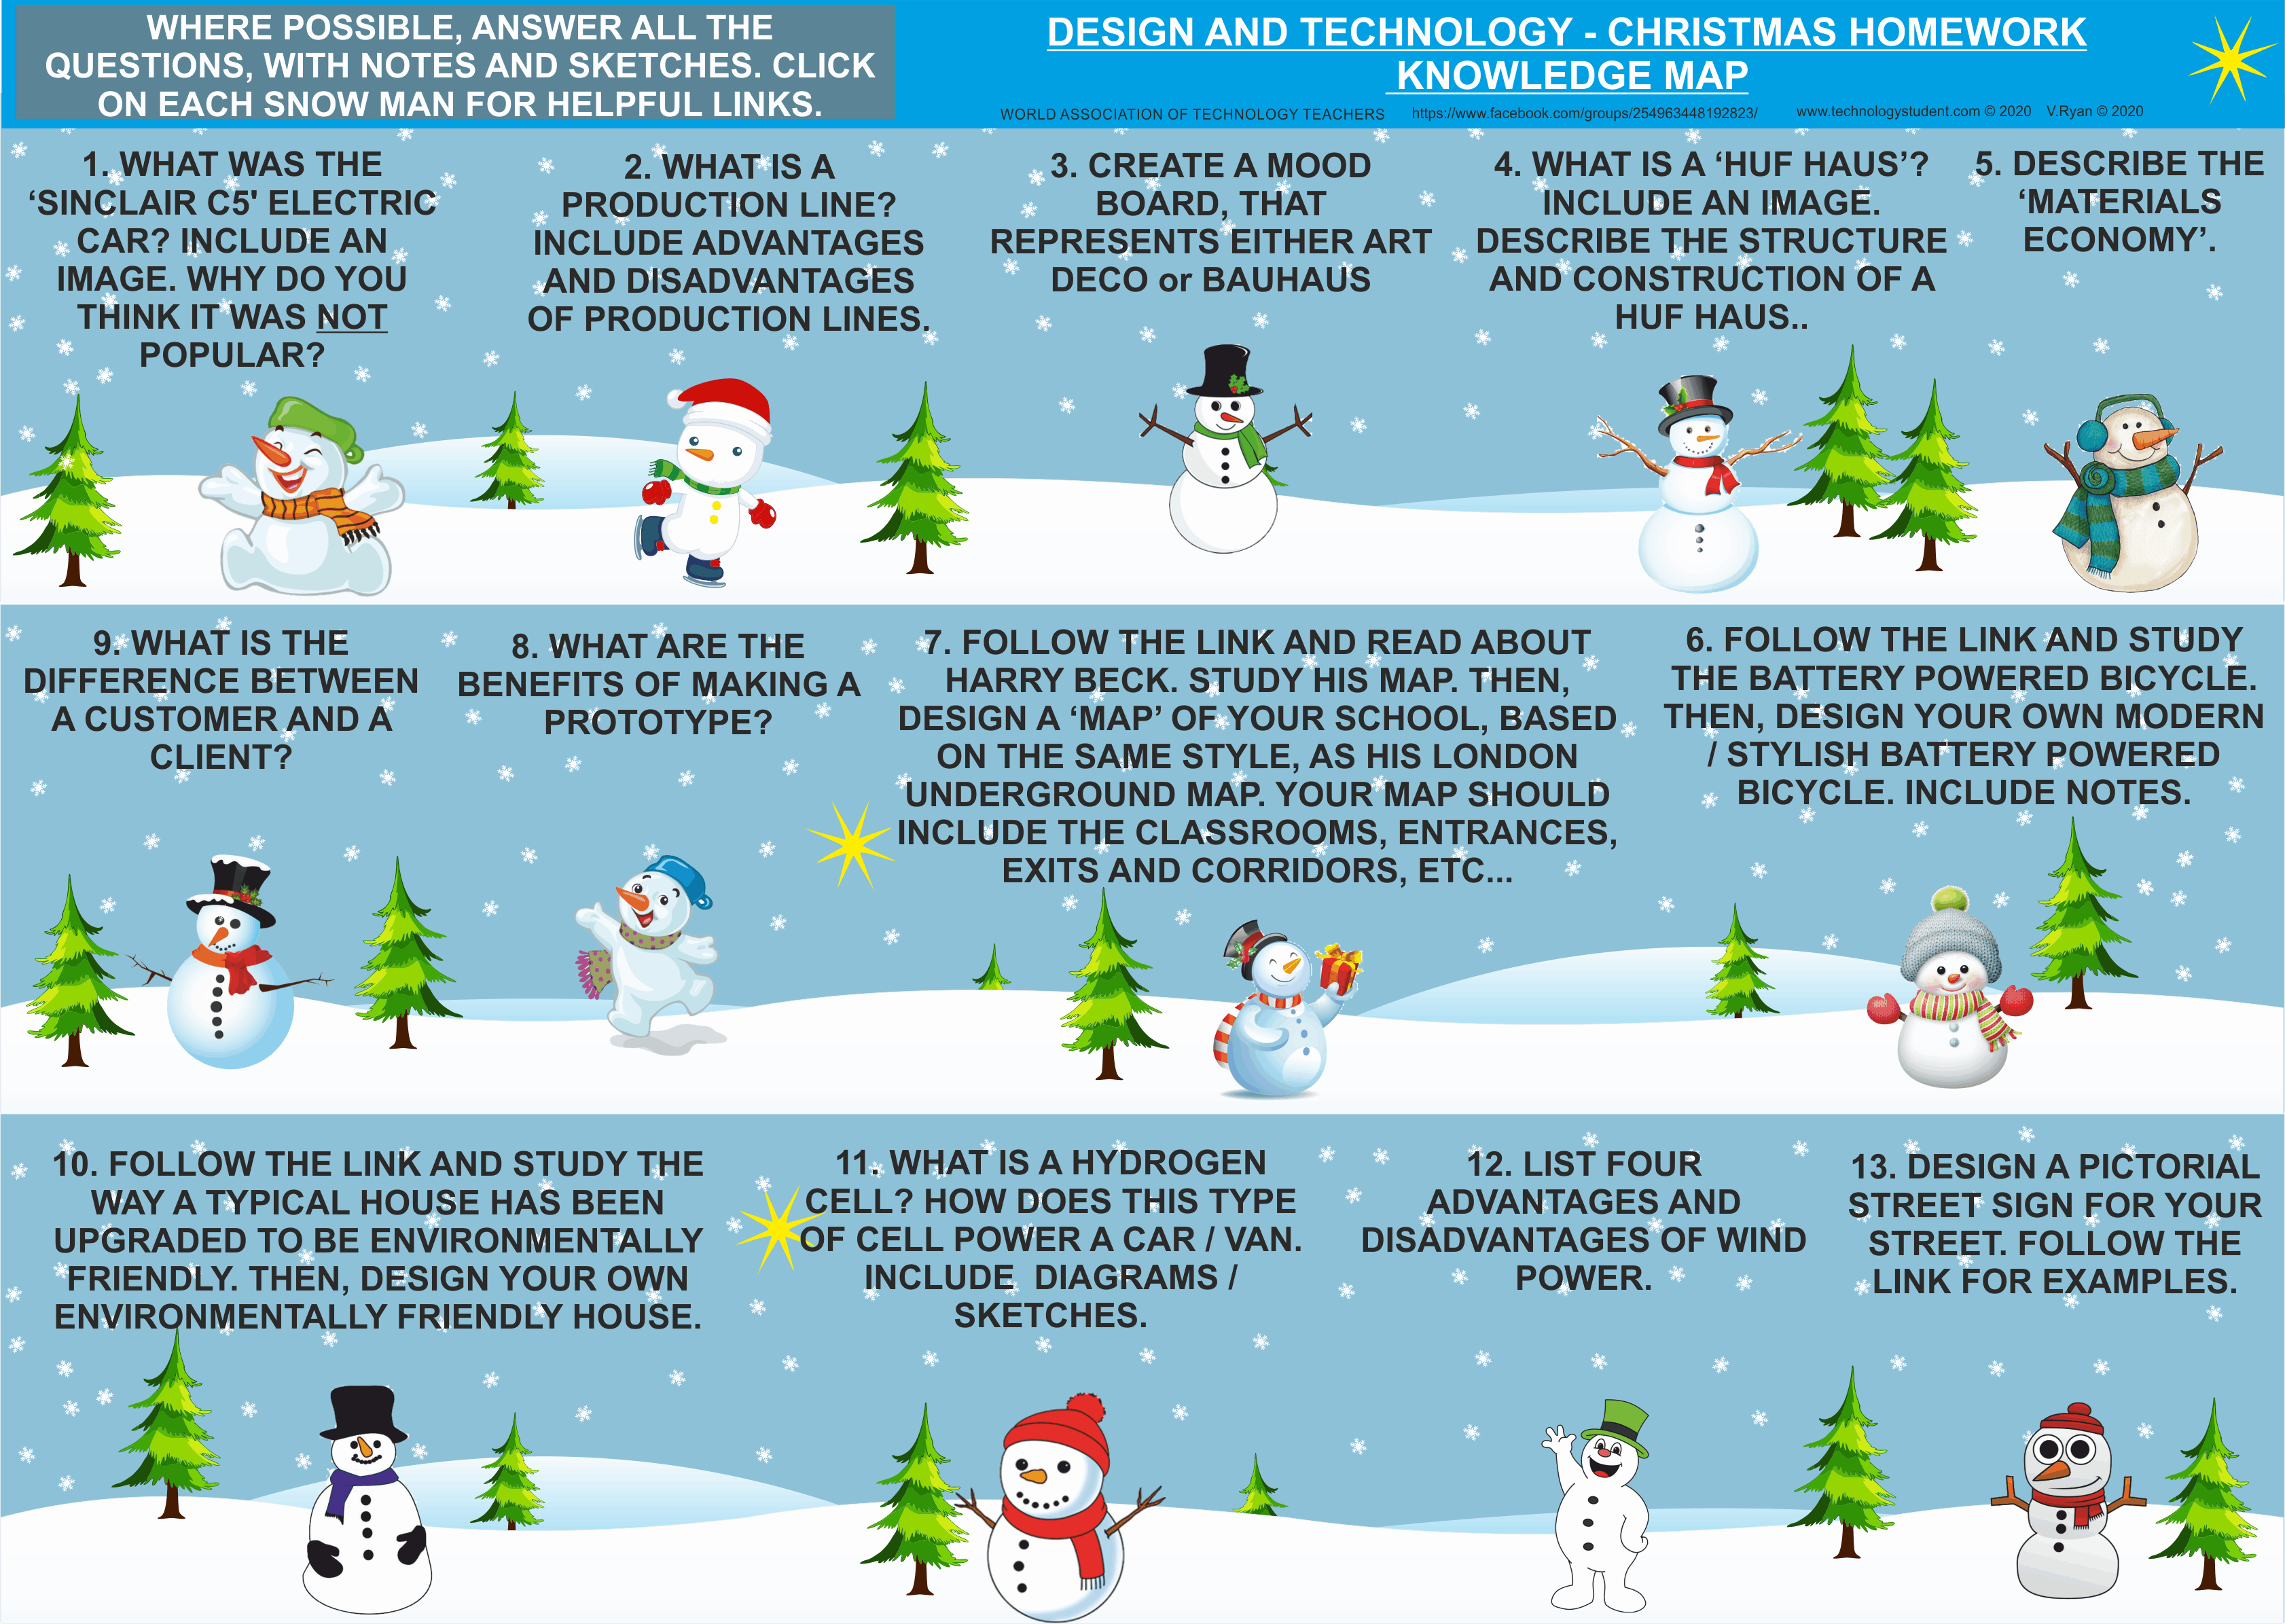 WHERE POSSIBLE, ANSWER ALL THE
QUESTIONS, WITH NOTES AND SKETCHES. CLICK
ON EACH SNOW MAN FOR HELPFUL LINKS.
DESIGN AND TECHNOLOGY - CHRISTMAS HOMEWORK
KNOWLEDGE MAP
WORLD ASSOCIATION OF TECHNOLOGY TEACHERS https://www.facebook.com/groups/254963448192823/ www.technologystudent.com © 2020 V.Ryan © 2020
1. WHAT WAS THE
‘SINCLAIR C5' ELECTRIC
CAR? INCLUDE AN
IMAGE. WHY DO YOU
THINK IT WAS NOT
POPULAR?
2. WHAT IS A
PRODUCTION LINE?
INCLUDE ADVANTAGES
AND DISADVANTAGES
OF PRODUCTION LINES.
3. CREATE A MOOD
BOARD, THAT
REPRESENTS EITHER ART
DECO or BAUHAUS
4. WHAT IS A ‘HUF HAUS’?
INCLUDE AN IMAGE.
DESCRIBE THE STRUCTURE
AND CONSTRUCTION OF A
HUF HAUS..
5. DESCRIBE THE
‘MATERIALS
ECONOMY’.
9. WHAT IS THE
DIFFERENCE BETWEEN
A CUSTOMER AND A
CLIENT?
8. WHAT ARE THE
BENEFITS OF MAKING A
PROTOTYPE?
7. FOLLOW THE LINK AND READ ABOUT
HARRY BECK. STUDY HIS MAP. THEN,
DESIGN A ‘MAP’ OF YOUR SCHOOL, BASED
ON THE SAME STYLE, AS HIS LONDON
UNDERGROUND MAP. YOUR MAP SHOULD
INCLUDE THE CLASSROOMS, ENTRANCES,
EXITS AND CORRIDORS, ETC...
6. FOLLOW THE LINK AND STUDY
THE BATTERY POWERED BICYCLE.
THEN, DESIGN YOUR OWN MODERN
/ STYLISH BATTERY POWERED
BICYCLE. INCLUDE NOTES.
10. FOLLOW THE LINK AND STUDY THE
WAY A TYPICAL HOUSE HAS BEEN
UPGRADED TO BE ENVIRONMENTALLY
FRIENDLY. THEN, DESIGN YOUR OWN
ENVIRONMENTALLY FRIENDLY HOUSE.
11. WHAT IS A HYDROGEN
CELL? HOW DOES THIS TYPE
OF CELL POWER A CAR / VAN.
INCLUDE DIAGRAMS /
SKETCHES.
12. LIST FOUR
ADVANTAGES AND
DISADVANTAGES OF WIND
POWER.
13. DESIGN A PICTORIAL
STREET SIGN FOR YOUR
STREET. FOLLOW THE
LINK FOR EXAMPLES.